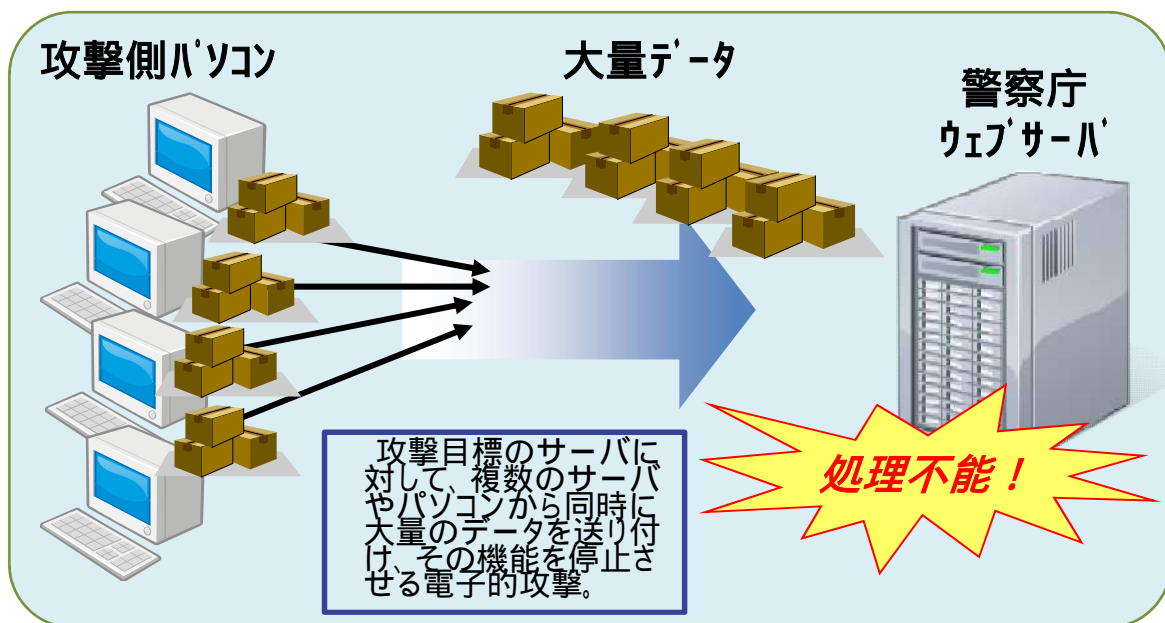 攻撃側ﾊﾟｿｺﾝ
大量ﾃﾞｰﾀ
警察庁
ｳｪﾌﾞｻｰﾊﾞ
攻撃目標のサーバに
対して、複数のサーバ
やパソコンから同時に
大量のデータを送り付
け、その機能を停止さ
せる電子的攻撃。
処理不能！